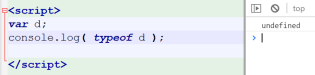 <script>
var d;
console.log( typeof d );
</script>
top
undefined